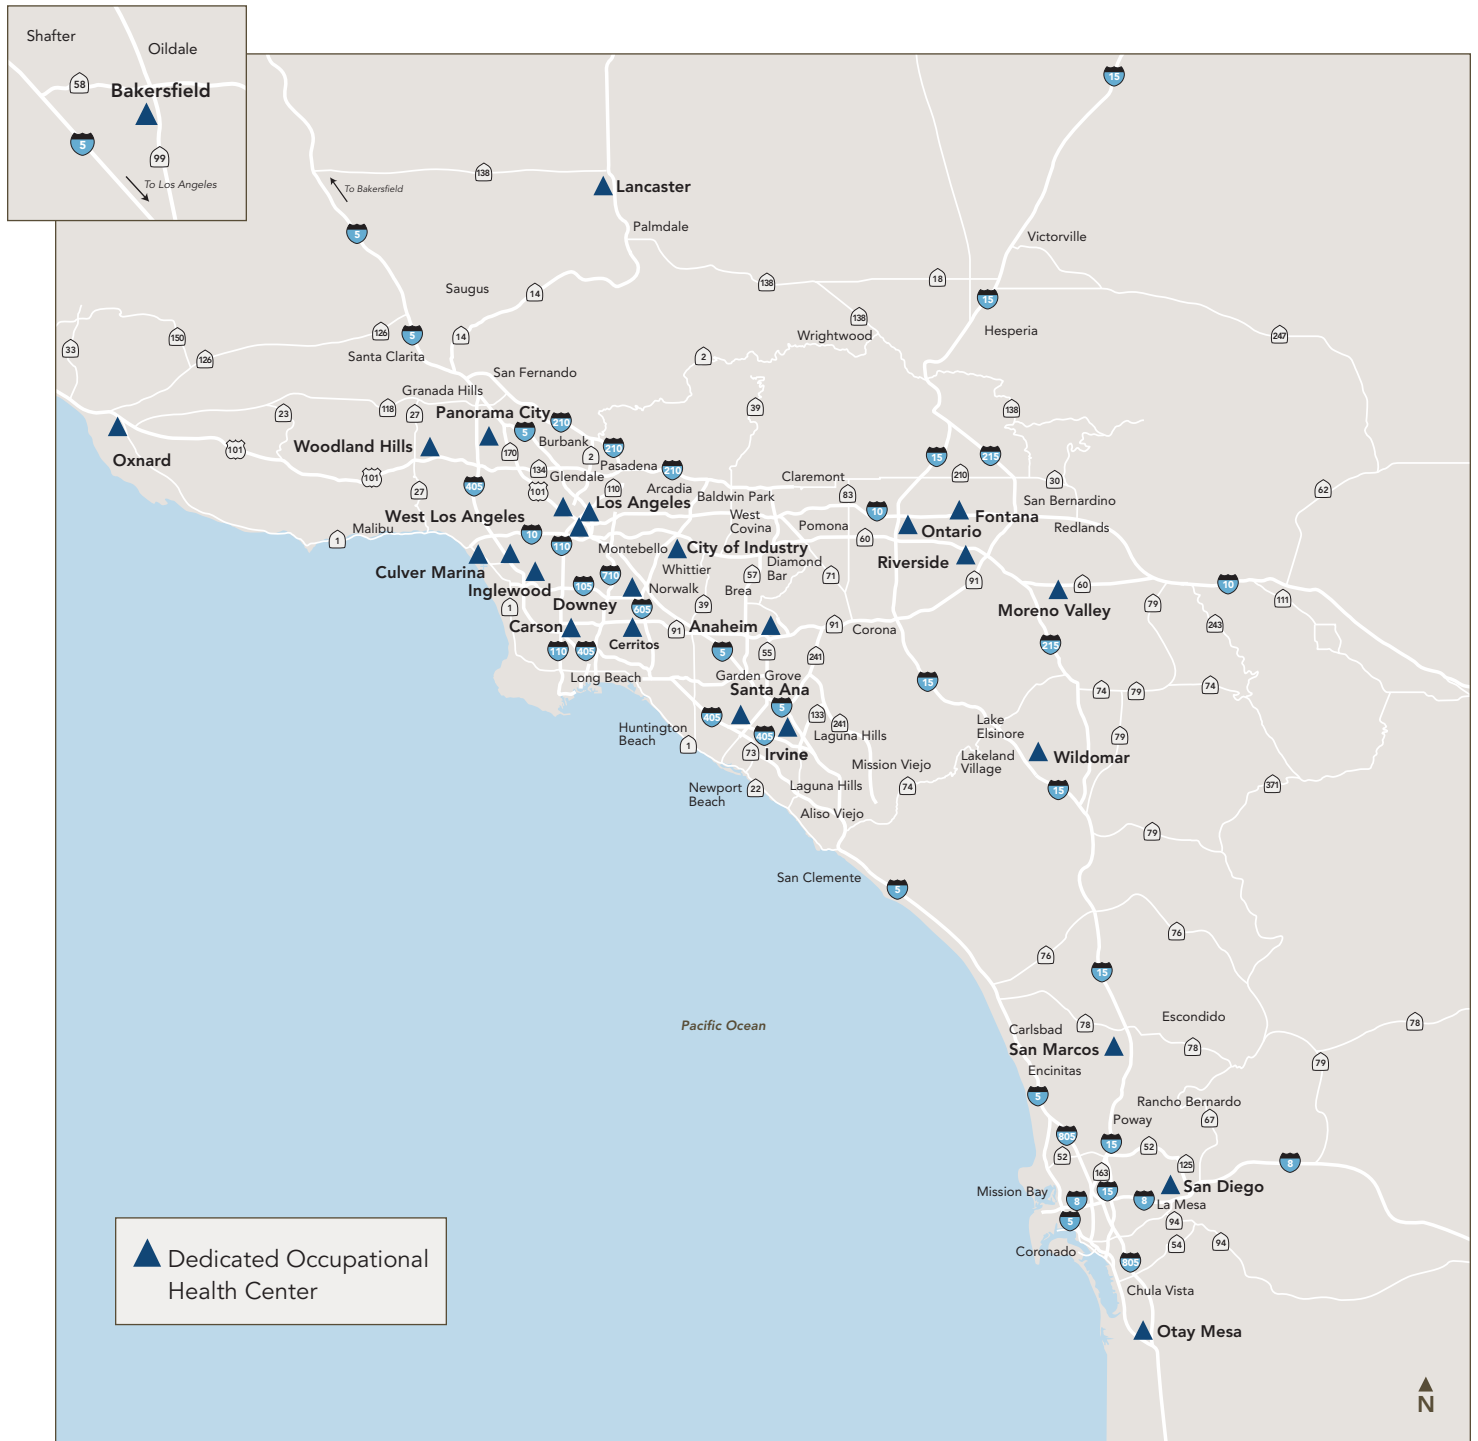 Shafter
Oildale
58
Bakersfield
5
99
To Los Angeles
15
138
To Bakersfield
Lancaster
5
Palmdale
Victorville
Saugus
14
138
18
15
33
150
126
126
5
14
Santa Clarita
138
Wrightwood
Hesperia
247
2
San Fernando
Granada Hills
23
118
27
Panorama City
210
5
39
138
Oxnard
101
Woodland Hills
170
Burbank
2
210
Pasadena
210
15
215
101
27
405
134
Glendale
101
110
Arcadia
Baldwin Park
Claremont
83
210
30
San Bernardino
62
Los Angeles
West Los Angeles
1
Malibu
10
110
West
Covina
Pomona
10
60
Ontario
Fontana
Redlands
Montebello
City of Industry
Whittier
Diamond
Bar
57
71
Riverside
91
Culver Marina
Inglewood
1
105
710
Downey
605
Norwalk
39
Brea
Moreno Valley
60
10
79
111
243
Carson
110
405
Cerritos
91
Anaheim
91
Corona
5
55
241
215
Long Beach
Garden Grove
Santa Ana
15
74
79
74
Huntington
Beach
1
405
5
405
133
241
73
Irvine
Laguna Hills
Lake
Elsinore
79
Mission Viejo
Lakeland
Village
Wildomar
Newport
Beach
22
Laguna Hills
74
15
371
Aliso Viejo
79
San Clemente
5
76
76
15
Pacific Ocean
Carlsbad
78
Escondido
78
San Marcos
78
79
Encinitas
5
Rancho Bernardo
67
Poway
805
15
52
52
125
163
8
Mission Bay
8
15
8
San Diego
La Mesa
5
94
54
94
Coronado
805
Chula Vista
Otay Mesa
Dedicated Occupational
Health Center
N